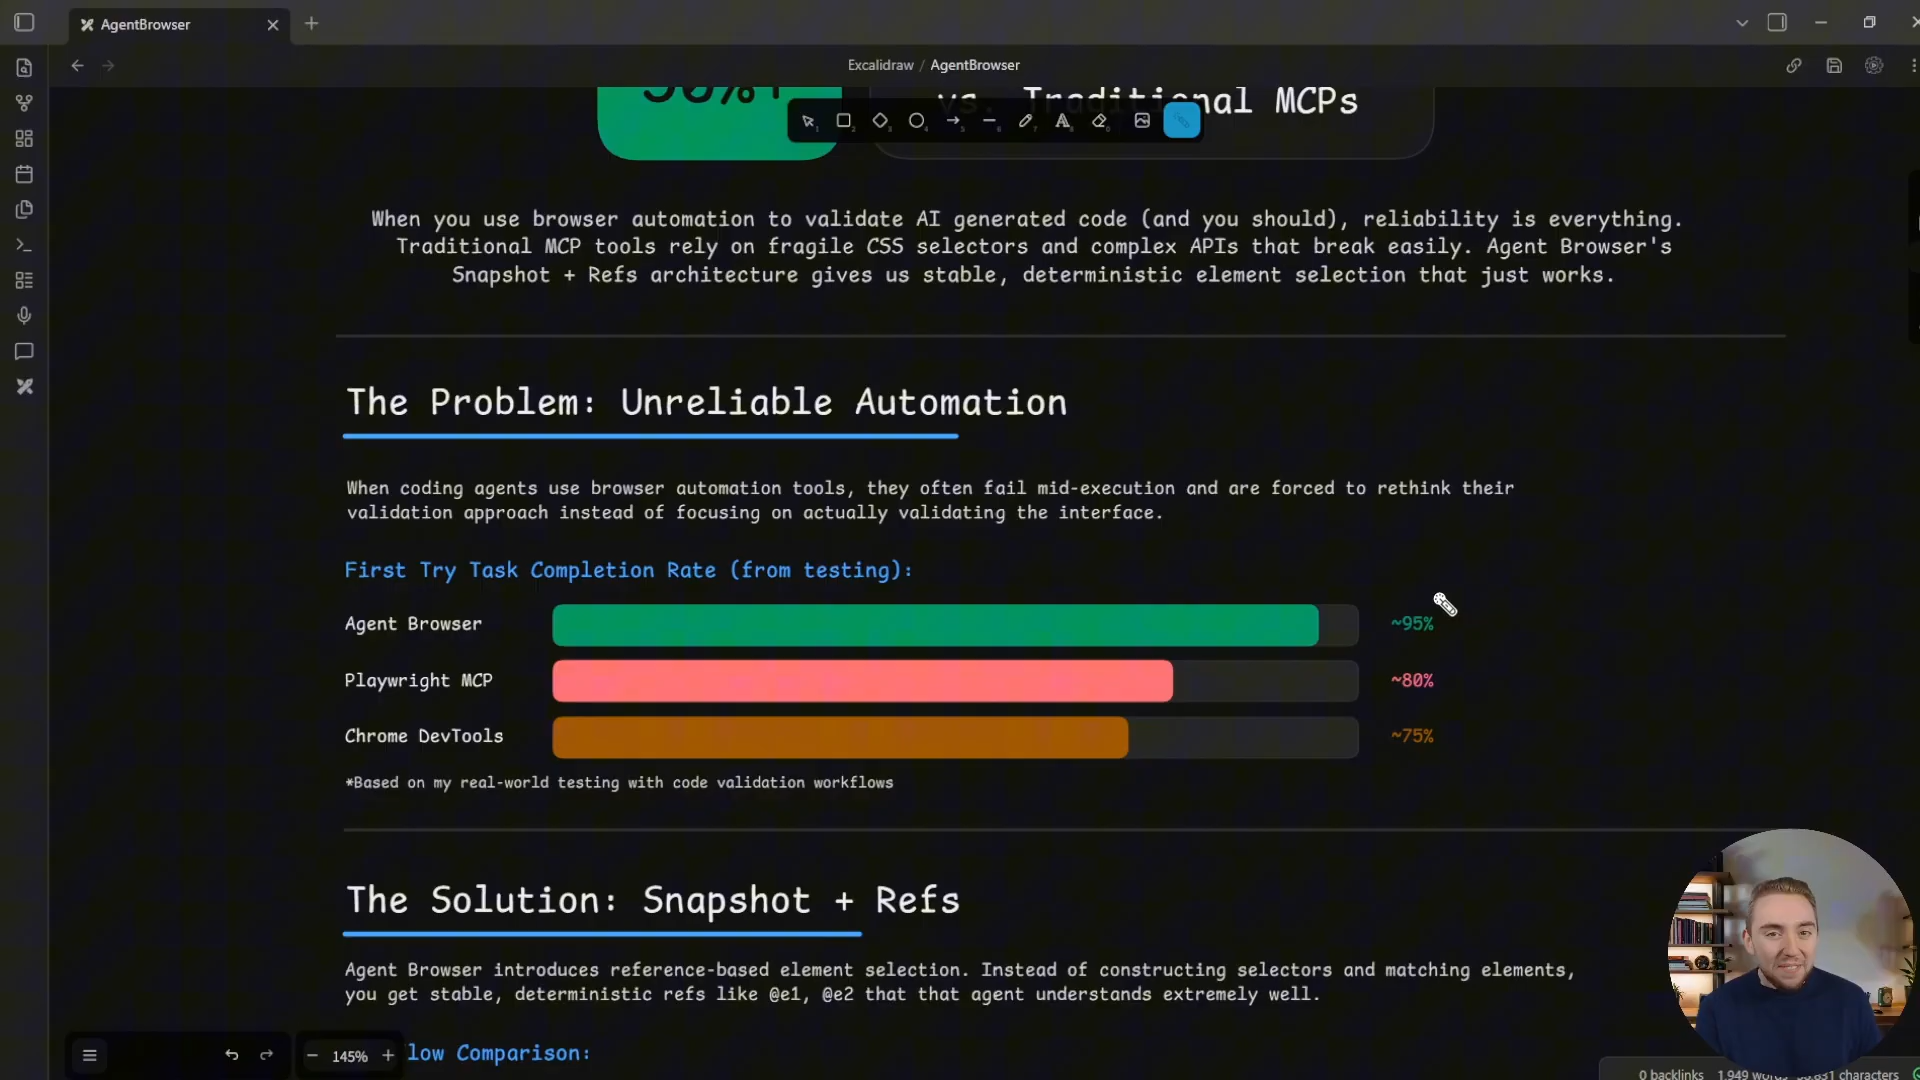 AgentBrowser
Excalidraw / AgentBrowser
vs. Traditional MCPs
When you use browser automation to validate AI generated code (and you should), reliability is everything.
Traditional MCP tools rely on fragile CSS selectors and complex APIs that break easily. Agent Browser's
Snapshot + Refs architecture gives us stable, deterministic element selection that just works.
The Problem: Unreliable Automation
When coding agents use browser automation tools, they often fail mid-execution and are forced to rethink their
validation approach instead of focusing on actually validating the interface.
First Try Task Completion Rate (from testing):
Agent Browser ~95%
Playwright MCP ~80%
Chrome DevTools ~75%
*Based on my real-world testing with code validation workflows
The Solution: Snapshot + Refs
Agent Browser introduces reference-based element selection. Instead of constructing selectors and matching elements,
you get stable, deterministic refs like @e1, @e2 that that agent understands extremely well.
145%
low Comparison:
0 backlinks 1,949 words characters